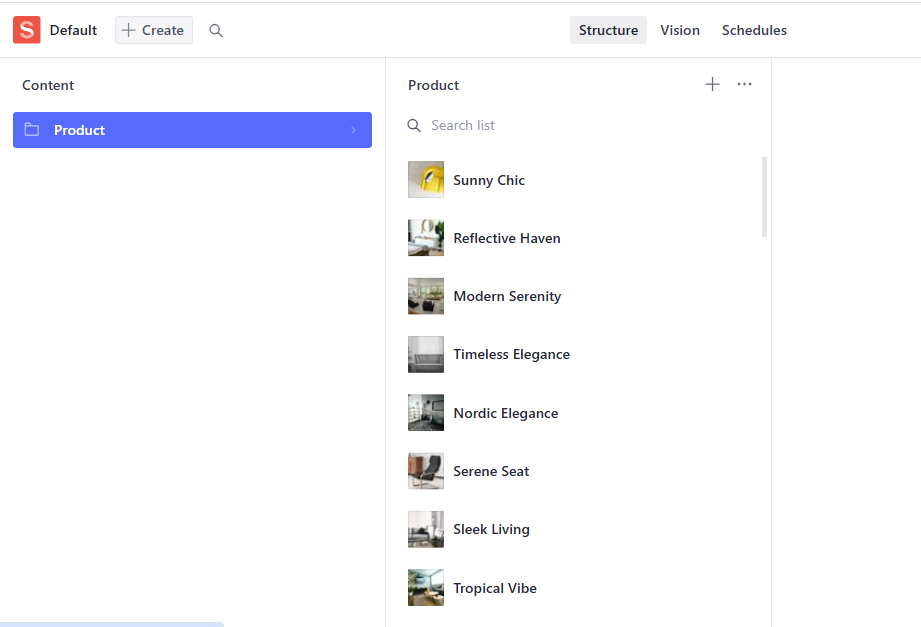 S Default Create Structure Vision Schedules
Content
Product
Product
Search list
Sunny Chic
Reflective Haven
Modern Serenity
Timeless Elegance
Nordic Elegance
Serene Seat
Sleek Living
Tropical Vibe